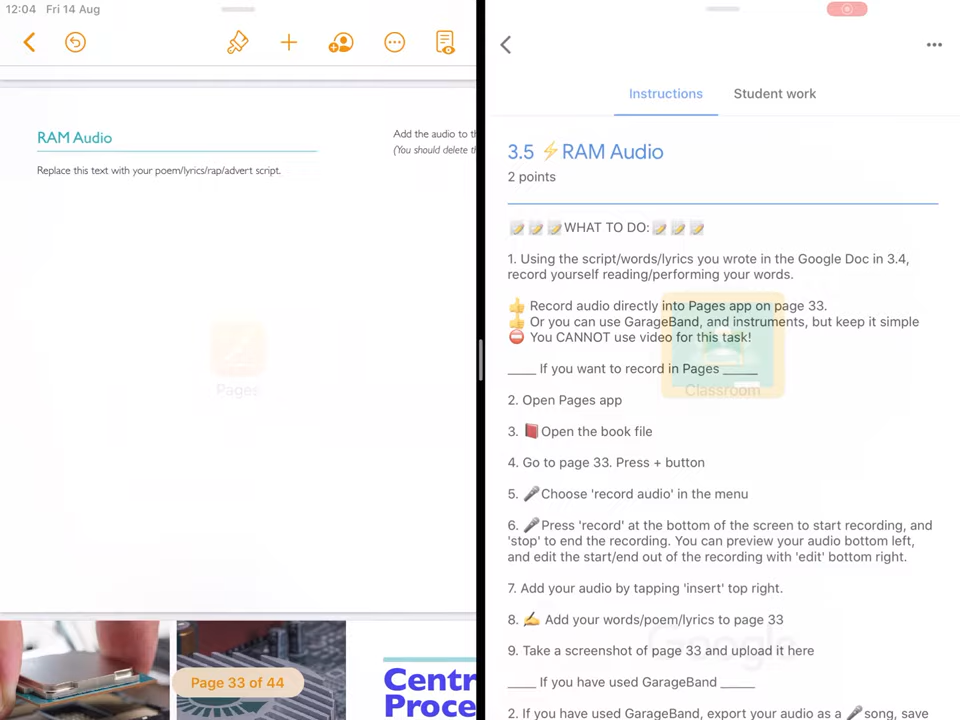 12:04 Fri 14 Aug
RAM Audio
Add the audio to th
(You should delete th
Replace this text with your poem/lyrics/rap/advert script.
Pages
Page 33 of 44
Centr
Proce
Instructions
Student work
3.5 ⚡RAM Audio
2 points
📝📝📝WHAT TO DO:📝📝📝
1. Using the script/words/lyrics you wrote in the Google Doc in 3.4,
record yourself reading/performing your words.
👍 Record audio directly into Pages app on page 33.
👍 Or you can use GarageBand, and instruments, but keep it simple
⛔ You CANNOT use video for this task!
____ If you want to record in Pages _____
Classroom
2. Open Pages app
3. 📕Open the book file
4. Go to page 33. Press + button
5. 🎤Choose 'record audio' in the menu
6. 🎤Press 'record' at the bottom of the screen to start recording, and
'stop' to end the recording. You can preview your audio bottom left,
and edit the start/end out of the recording with 'edit' bottom right.
7. Add your audio by tapping 'insert' top right.
8. ✍️ Add your words/poem/lyrics to page 33
Google
9. Take a screenshot of page 33 and upload it here
____ If you have used GarageBand _____
2. If you have used GarageBand, export your audio as a 🎤song, save